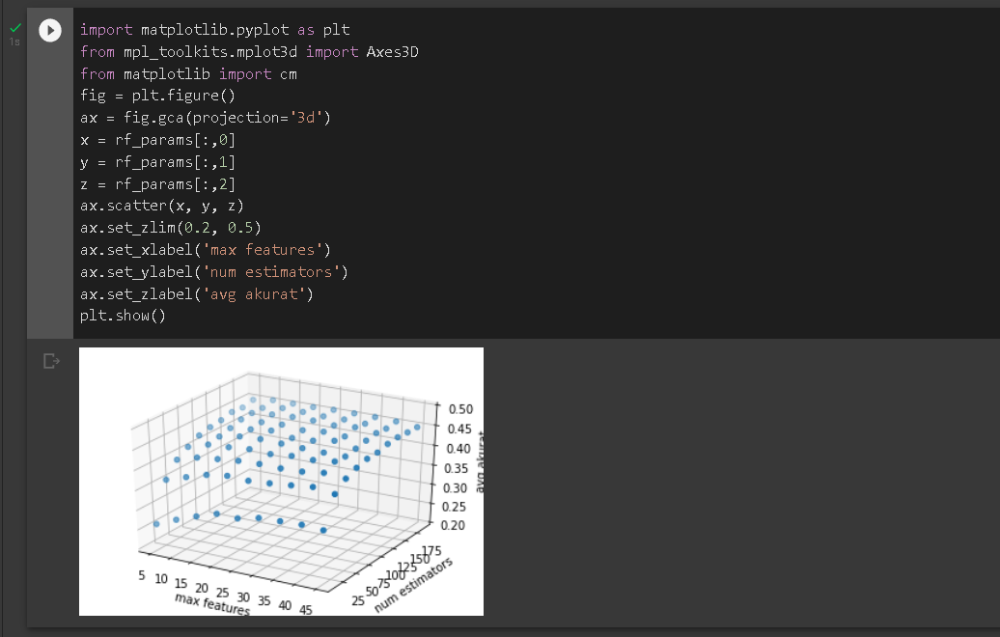 import matplotlib.pyplot as plt
from mpl_toolkits.mplot3d import Axes3D
from matplotlib import cm
fig = plt.figure()
ax = fig.gca(projection='3d')
x = rf_params[:,0]
y = rf_params[:,1]
z = rf_params[:,2]
ax.scatter(x, y, z)
ax.set_zlim(0.2, 0.5)
ax.set_xlabel('max features')
ax.set_ylabel('num estimators')
ax.set_zlabel('avg akurat')
plt.show()
1s
0.50
0.45
0.40
0.35
0.30
0.25
0.20
avg akurat
5 10 15 20 25 30 35 40 45
max features
25 50 75 100 125 150 175
num estimators